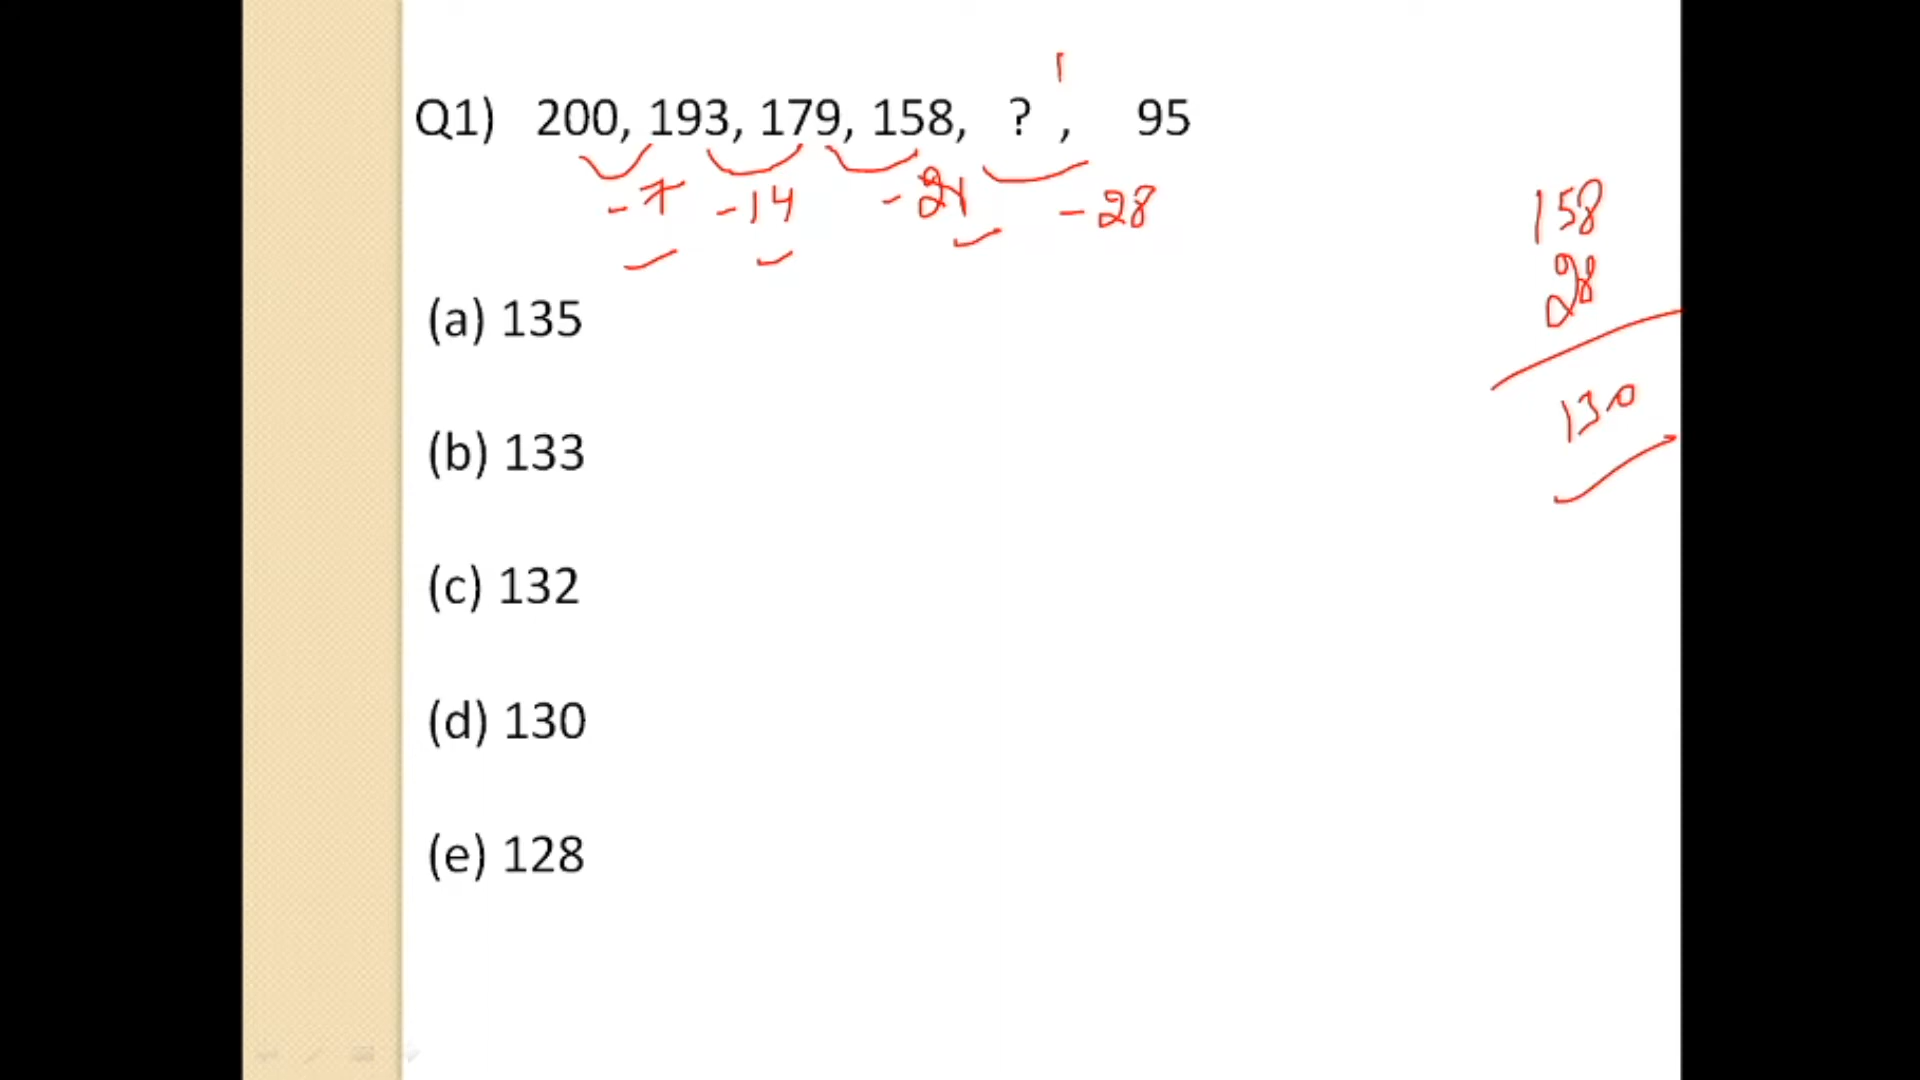 Q1) 200, 193, 179, 158, ? , 95
-7 -14 -21 -28
158
28
130
(a) 135
(b) 133
(c) 132
(d) 130
(e) 128